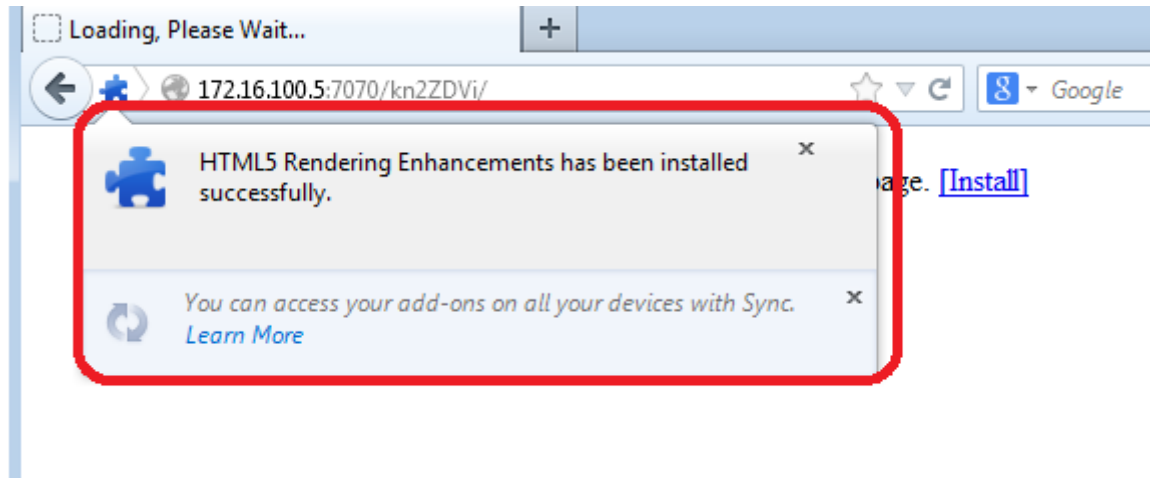 Loading, Please Wait...
172.16.100.5:7070/kn2ZDVi/
8 Google
HTML5 Rendering Enhancements has been installed
successfully.
[Install]
You can access your add-ons on all your devices with Sync.
Learn More